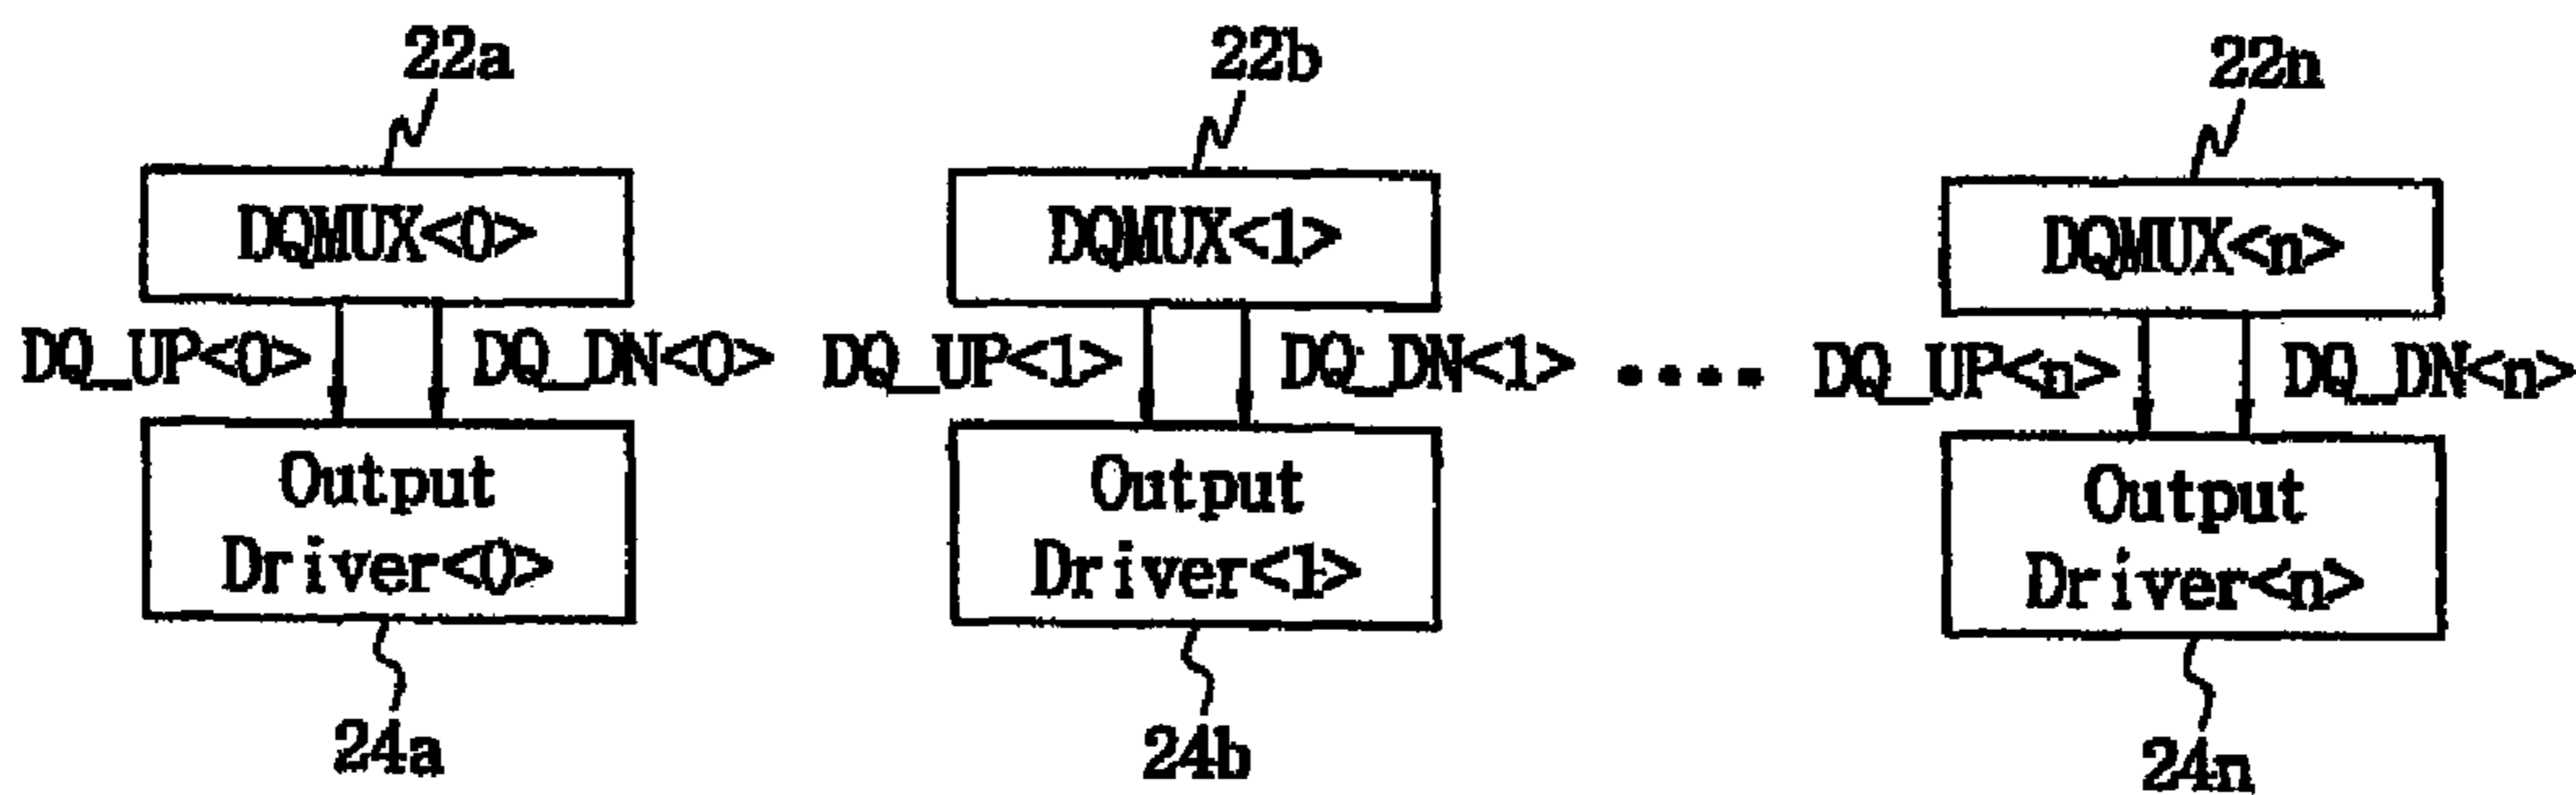 22a
22b
22n
DQMUX<0>
DQMUX<1>
DQMUX<n>
DQ_UP<0>
DQ_DN<0>
DQ_UP<1>
DQ_DN<1>
DQ_UP<n>
DQ_DN<n>
Output
Driver<0>
Output
Driver<1>
Output
Driver<n>
24a
24b
24n